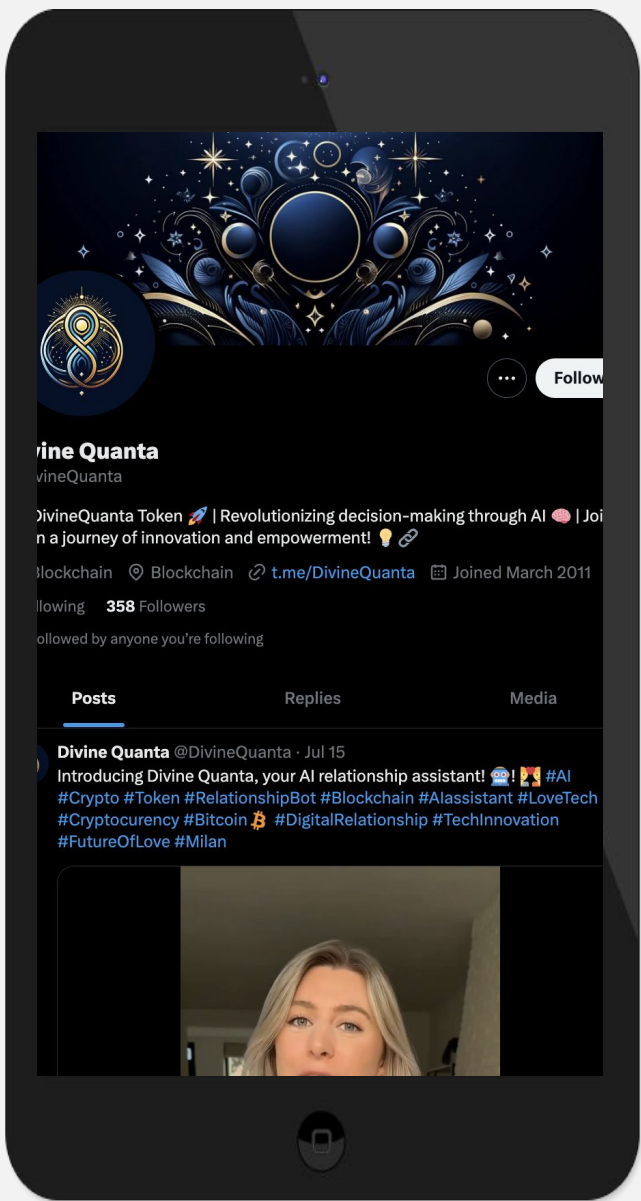 Follow
vine Quanta
vineQuanta
DivineQuanta Token 🚀 | Revolutionizing decision-making through AI 🧠 | Joi
n a journey of innovation and empowerment! 💡🔗
Blockchain Blockchain t.me/DivineQuanta Joined March 2011
llowing 358 Followers
ollowed by anyone you're following
Posts Replies Media
Divine Quanta @DivineQuanta · Jul 15
Introducing Divine Quanta, your AI relationship assistant! 🤖! 💏 #AI
#Crypto #Token #RelationshipBot #Blockchain #AIassistant #LoveTech
#Cryptocurency #Bitcoin #DigitalRelationship #TechInnovation
#FutureOfLove #Milan